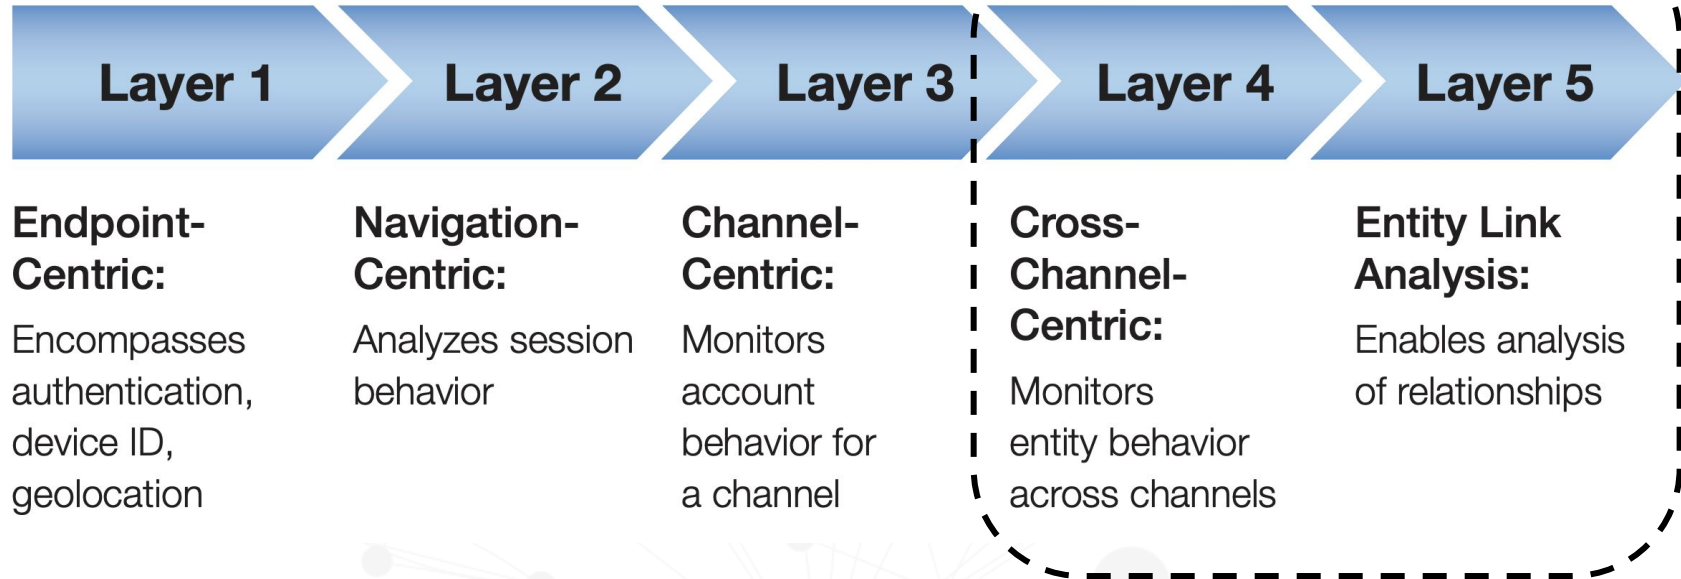 Layer 1
Layer 2
Layer 3
Layer 4
Layer 5
Endpoint-
Centric:
Encompasses
authentication,
device ID,
geolocation
Navigation-
Centric:
Analyzes session
behavior
Channel-
Centric:
Monitors
account
behavior for
a channel
Cross-
Channel-
Centric:
Monitors
entity behavior
across channels
Entity Link
Analysis:
Enables analysis
of relationships